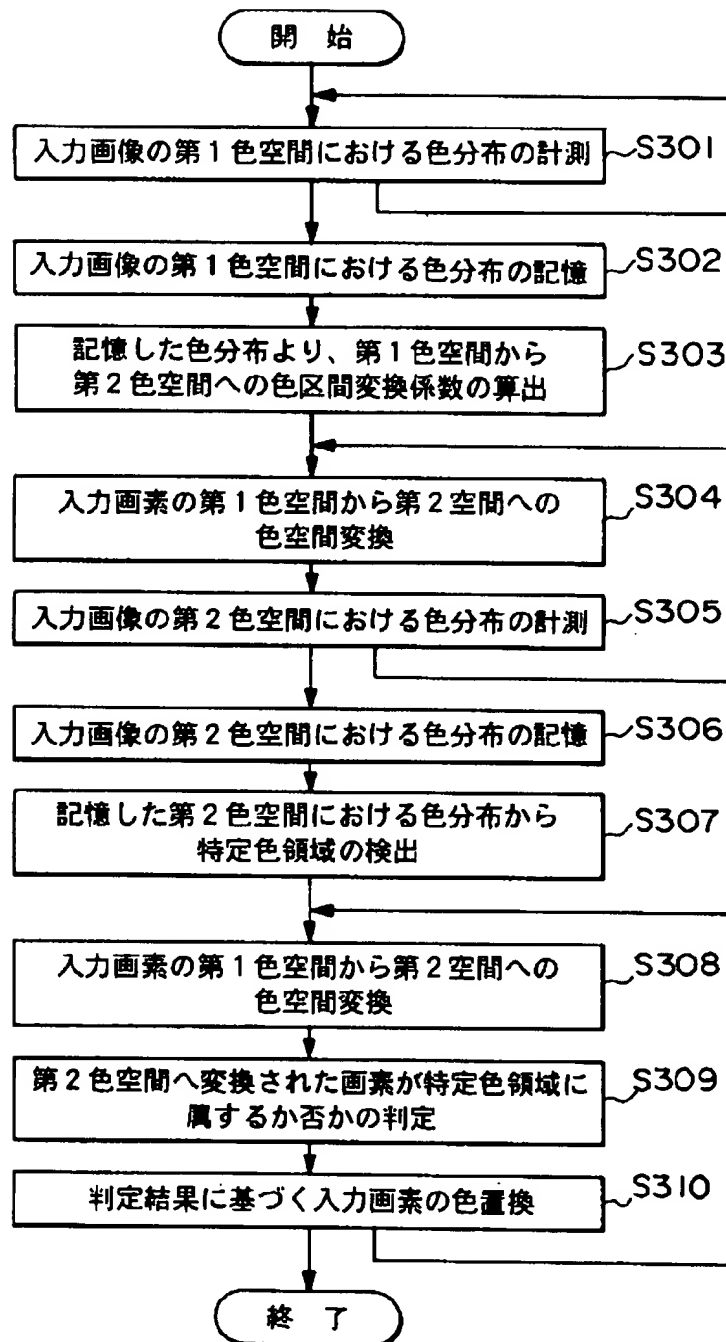 開 始
入力画像の第1色空間における色分布の計測
S301
入力画像の第1色空間における色分布の記憶
S302
記憶した色分布より、第1色空間から
第2色空間への色区間変換係数の算出
S303
入力画素の第1色空間から第2空間への
色空間変換
S304
入力画像の第2色空間における色分布の計測
S305
入力画像の第2色空間における色分布の記憶
S306
記憶した第2色空間における色分布から
特定色領域の検出
S307
入力画素の第1色空間から第2空間への
色空間変換
S308
第2色空間へ変換された画素が特定色領域に
属するか否かの判定
S309
判定結果に基づく入力画素の色置換
S310
終 了